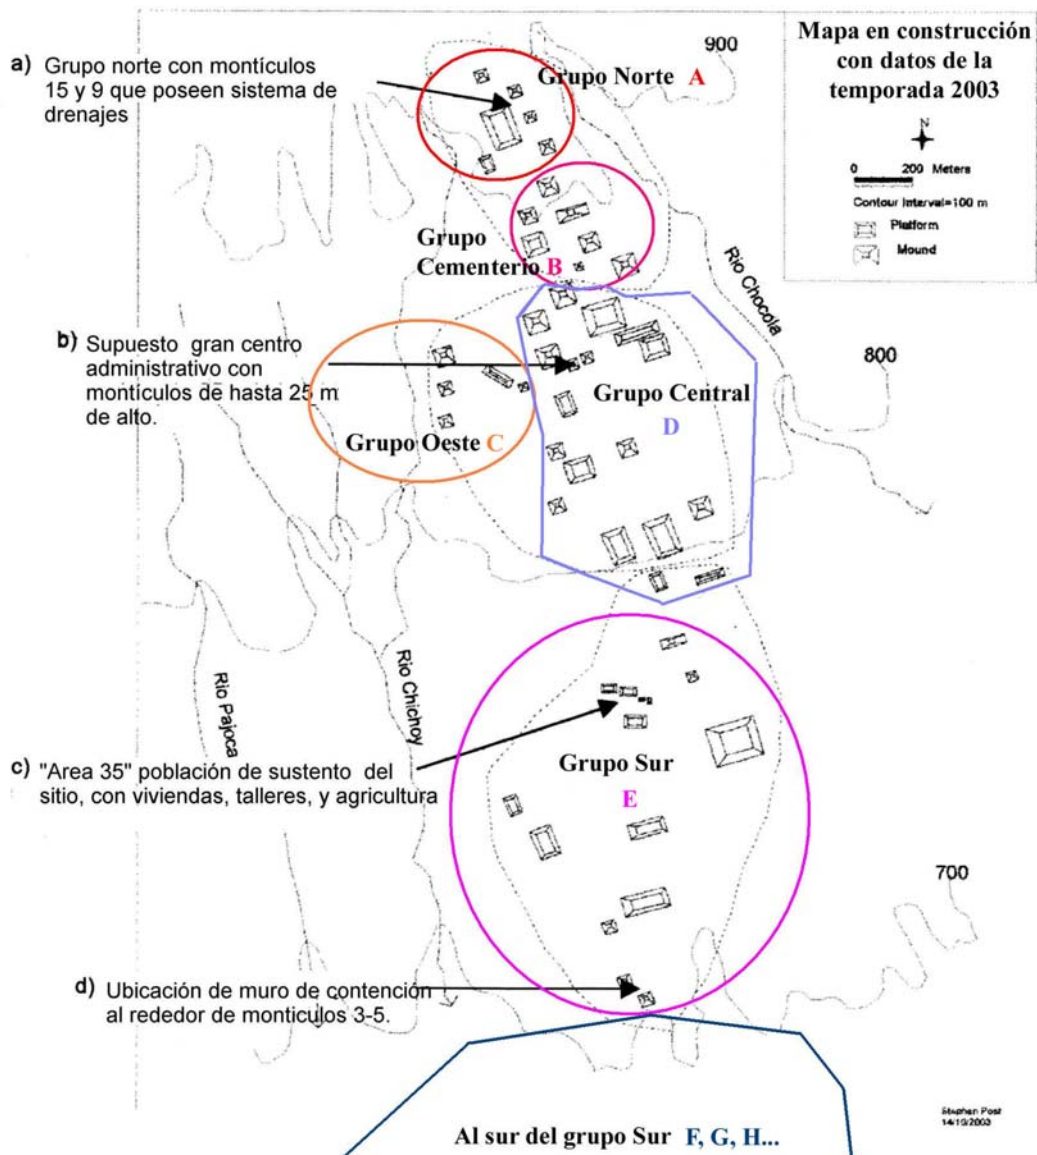 Mapa en construcción
con datos de la
temporada 2003
N
0 200 Meters
Contour Interval=100 m
Platform
Mound
900
a) Grupo norte con montículos
15 y 9 que poseen sistema de
drenajes
Grupo Norte A
Grupo
Cementerio B
Rio Chocola
b) Supuesto gran centro
administrativo con
montículos de hasta 25 m
de alto.
800
Grupo Central
D
Grupo Oeste C
Rio Pajoca
Rio Chichoy
c) "Area 35" población de sustento del
sitio, con viviendas, talleres, y agricultura
Grupo Sur
E
700
d) Ubicación de muro de contención
al rededor de monticulos 3-5.
Stephen Post
14/10/2003
Al sur del grupo Sur F, G, H...